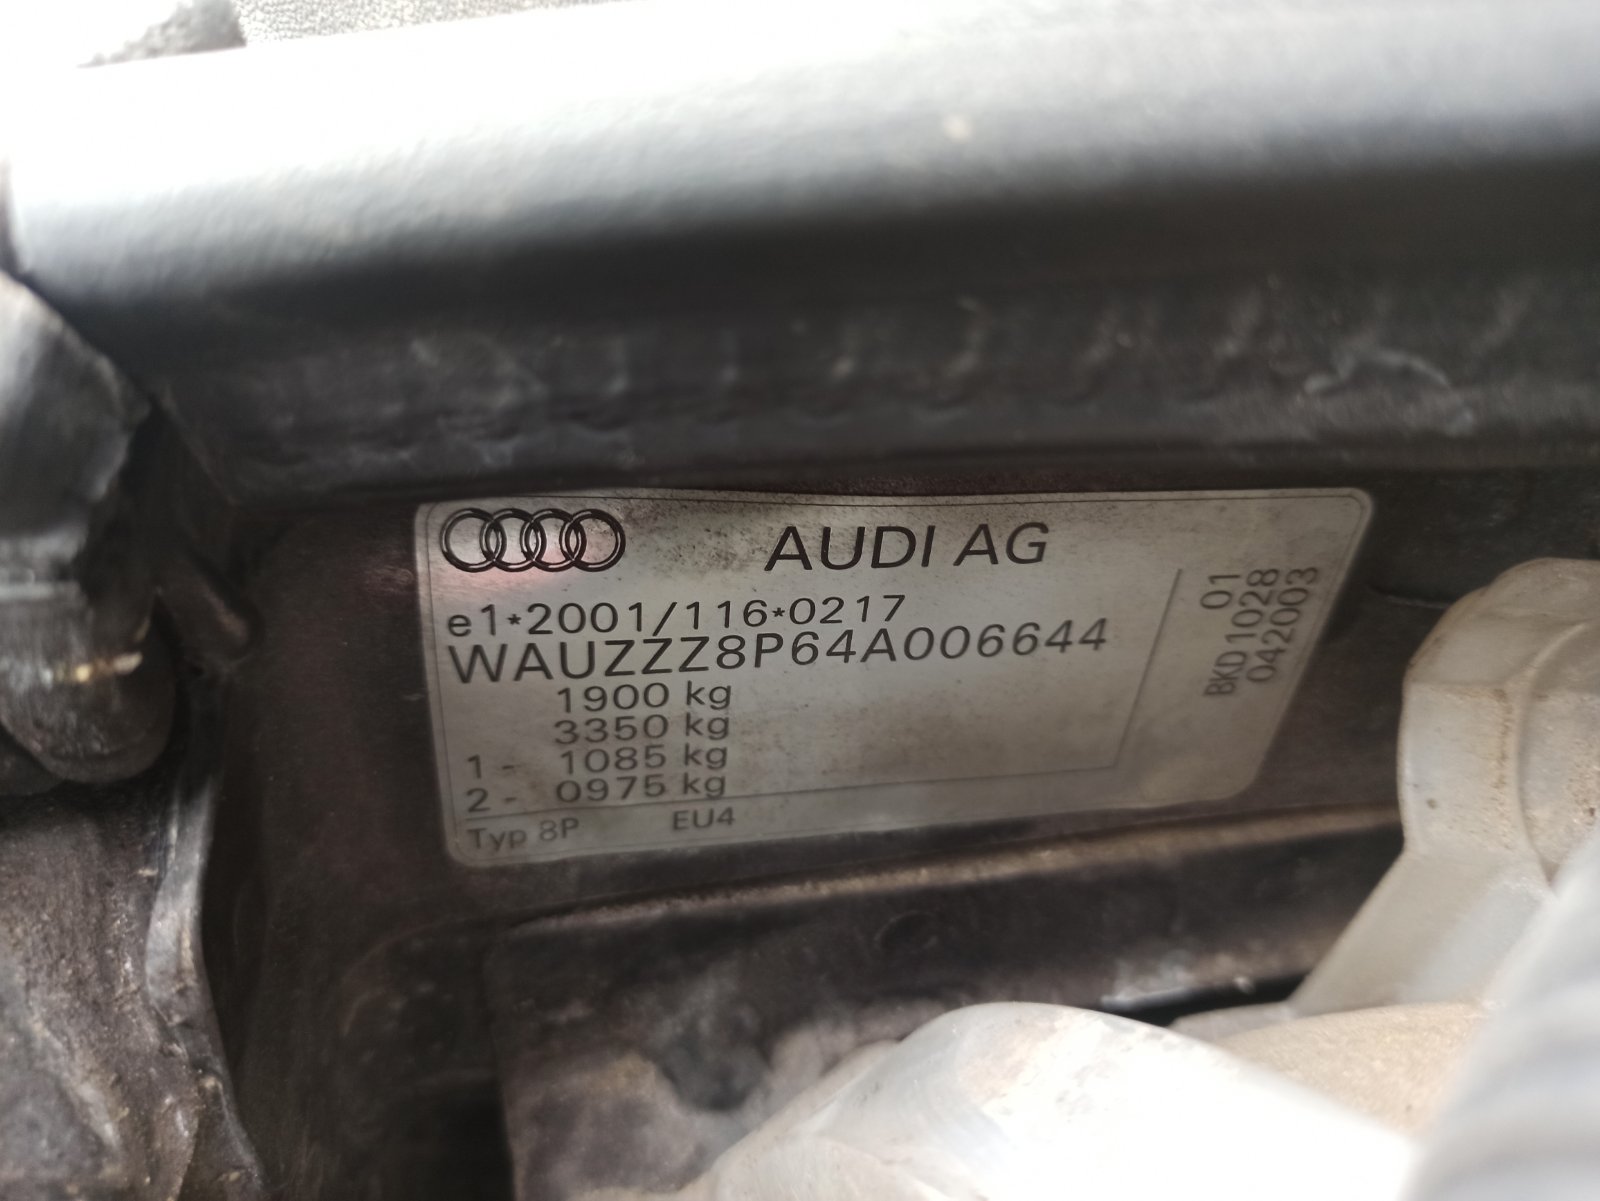 AUDI AG
e1*2001/116*0217
WAUZZZ8P64A006644
1900 kg
3350 kg
1 - 1085 kg
2 - 0975 kg
Typ 8P EU4
01
BKD1028
042003